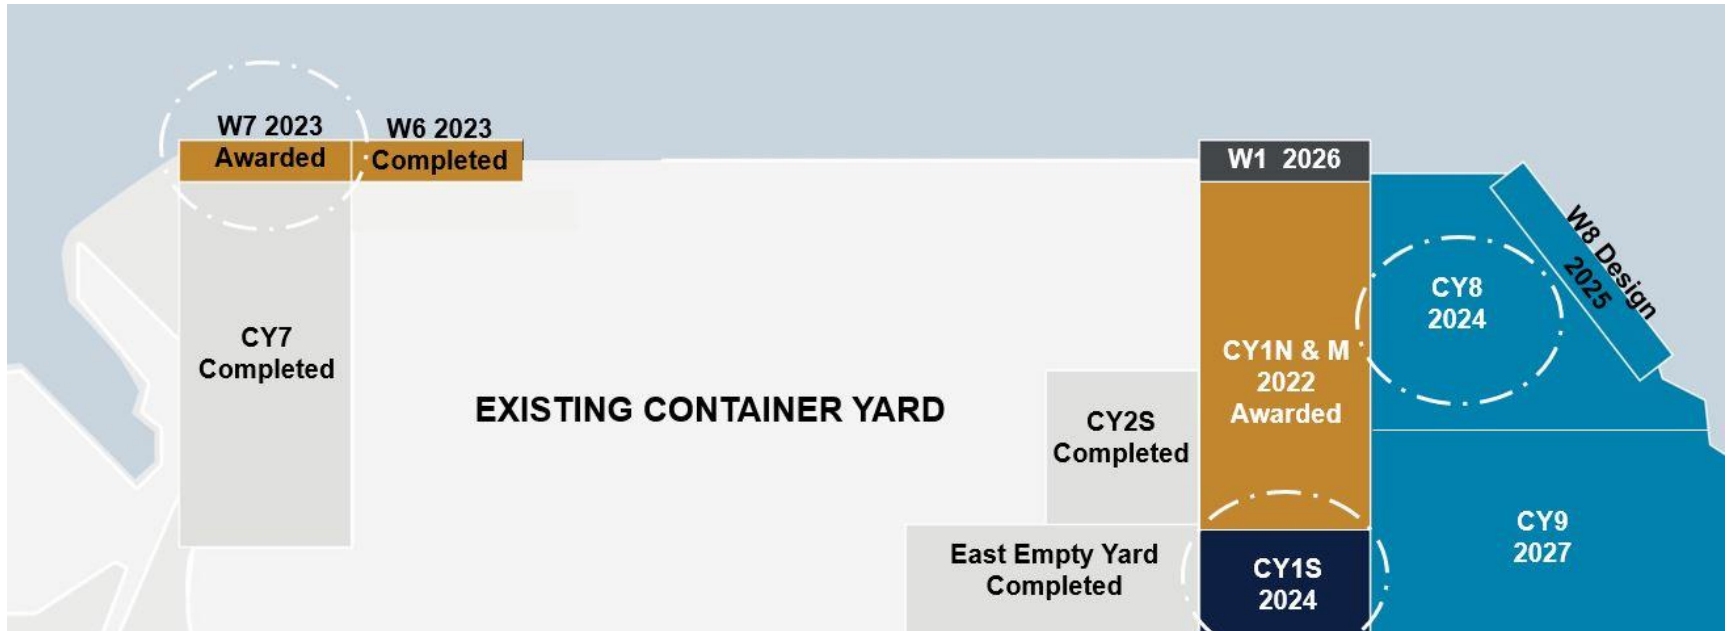 W7 2023
Awarded
W6 2023
Completed
W1 2026
W8 Design
2025
CY8
2024
CY7
Completed
CY1N & M
2022
Awarded
EXISTING CONTAINER YARD
CY2S
Completed
CY9
2027
East Empty Yard
Completed
CY1S
2024